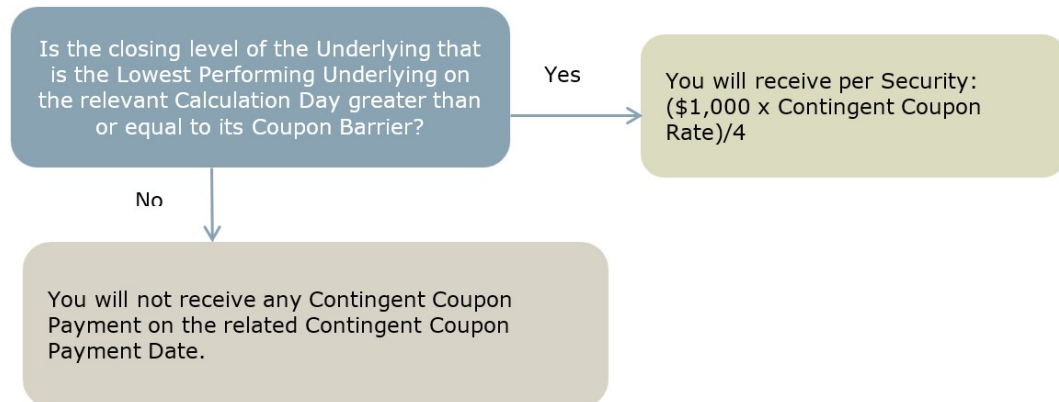 Is the closing level of the Underlying that
is the Lowest Performing Underlying on
the relevant Calculation Day greater than
or equal to its Coupon Barrier?
Yes
You will receive per Security:
($1,000 x Contingent Coupon
Rate)/4
No
You will not receive any Contingent Coupon
Payment on the related Contingent Coupon
Payment Date.